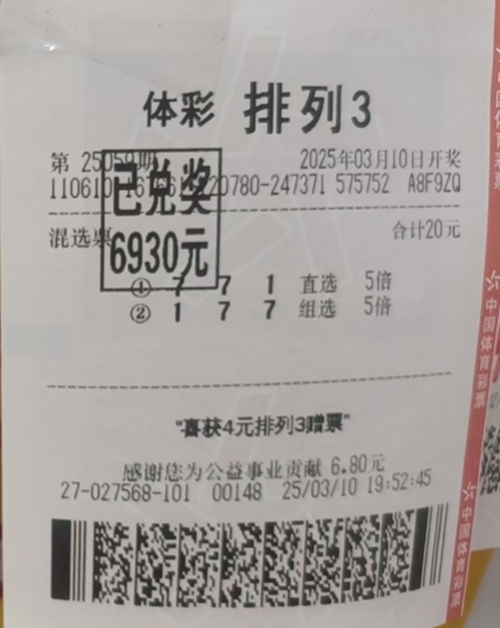 体彩 排列3
第 25059期 2025年03月10日开奖
110610 220780-247371 575752 A8F9ZQ
已兑奖
6930元
混选票 合计20元
① 7 7 1 直选 5倍
② 1 7 7 组选 5倍
"喜获4元排列3赠票"
感谢您为公益事业贡献 6.80元
27-027568-101 00148 25/03/10 19:52:45
中国体育彩票
中国体育彩票